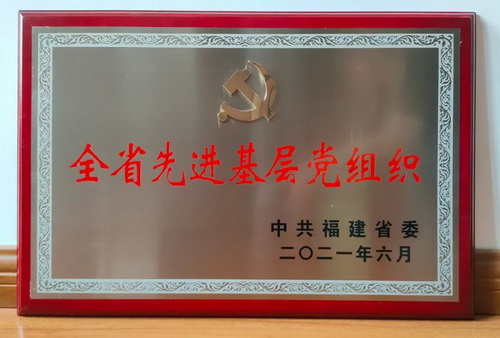 全省先进基层党组织
中共福建省委
二〇二一年六月